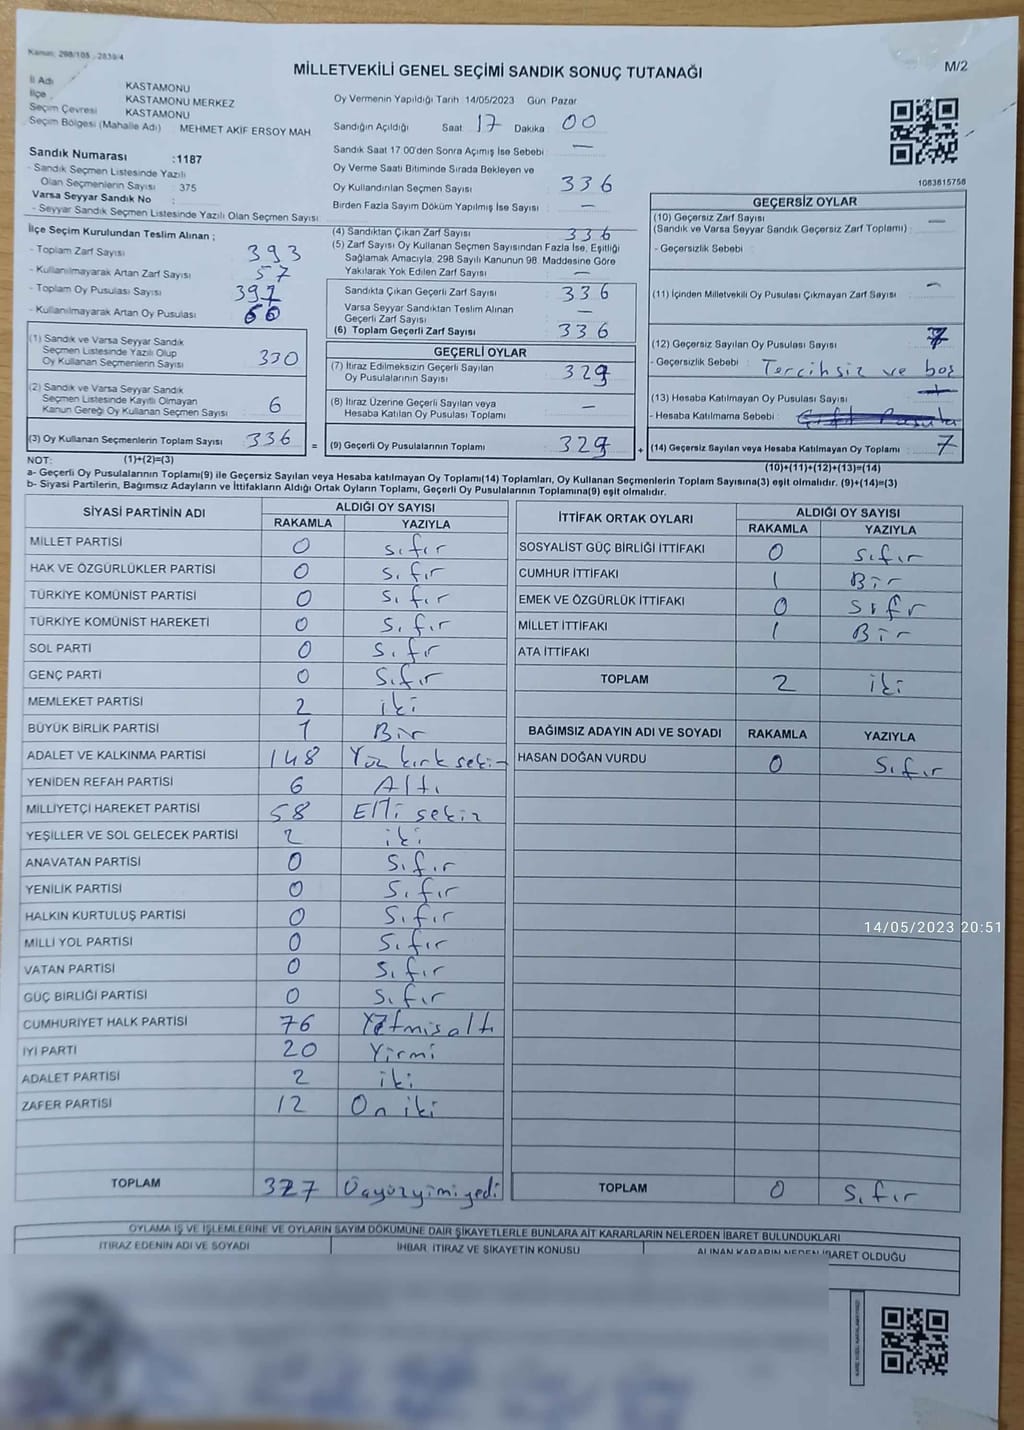 Kanun: 298/105 , 2839/4
MİLLETVEKİLİ GENEL SEÇİMİ SANDIK SONUÇ TUTANAĞI
M/2
İl Adı KASTAMONU
İlçe KASTAMONU MERKEZ
Seçim Çevresi KASTAMONU
Seçim Bölgesi (Mahalle Adı) MEHMET AKİF ERSOY MAH
Oy Vermenin Yapıldığı Tarih 14/05/2023 Gün Pazar
Sandığın Açıldığı Saat 17 Dakika 00
Sandık Saat 17 00'den Sonra Açımış İse Sebebi : —
Oy Verme Saati Bitiminde Sırada Bekleyen ve
Oy Kullandırılan Seçmen Sayısı 336
Birden Fazla Sayım Döküm Yapılmış İse Sayısı : —
1083615756
Sandık Numarası :1187
- Sandık Seçmen Listesinde Yazılı
Olan Seçmenlerin Sayısı : 375
Varsa Seyyar Sandık No :
- Seyyar Sandık Seçmen Listesinde Yazılı Olan Seçmen Sayısı
İlçe Seçim Kurulundan Teslim Alınan ;
- Toplam Zarf Sayısı 393
- Kullanılmayarak Artan Zarf Sayısı 57
- Toplam Oy Pusulası Sayısı
- Kullanılmayarak Artan Oy Pusulası
(1) Sandık ve Varsa Seyyar Sandık
Seçmen Listesinde Yazılı Olup
Oy Kullanan Seçmenlerin Sayısı : 330
(2) Sandık ve Varsa Seyyar Sandık
Seçmen Listesinde Kayıtlı Olmayan
Kanun Gereği Oy Kullanan Seçmen Sayısı : 6
(3) Oy Kullanan Seçmenlerin Toplam Sayısı : 336
(1)+(2)=(3)
(4) Sandıktan Çıkan Zarf Sayısı : 336
(5) Zarf Sayısı Oy Kullanan Seçmen Sayısından Fazla İse, Eşitliği
Sağlamak Amacıyla, 298 Sayılı Kanunun 98. Maddesine Göre
Yakılarak Yok Edilen Zarf Sayısı : —
Sandıkta Çıkan Geçerli Zarf Sayısı : 336
Varsa Seyyar Sandıktan Teslim Alınan
Geçerli Zarf Sayısı : —
(6) Toplam Geçerli Zarf Sayısı : 336
GEÇERLİ OYLAR
(7) İtiraz Edilmeksizin Geçerli Sayılan
Oy Pusulalarının Sayısı : 329
(8) İtiraz Üzerine Geçerli Sayılan veya
Hesaba Katılan Oy Pusulası Toplamı : —
= (9) Geçerli Oy Pusulalarının Toplamı : 329
GEÇERSİZ OYLAR
(10) Geçersiz Zarf Sayısı : —
(Sandık ve Varsa Seyyar Sandık Geçersiz Zarf Toplamı)
- Geçersizlik Sebebi :
(11) İçinden Milletvekili Oy Pusulası Çıkmayan Zarf Sayısı : —
(12) Geçersiz Sayılan Oy Pusulası Sayısı : 7
- Geçersizlik Sebebi : Tercihsiz ve boş
(13) Hesaba Katılmayan Oy Pusulası Sayısı :
- Hesaba Katılmama Sebebi :
+ (14) Geçersiz Sayılan veya Hesaba Katılmayan Oy Toplamı : 7
(10)+(11)+(12)+(13)=(14)
NOT:
a- Geçerli Oy Pusulalarının Toplamı(9) ile Geçersiz Sayılan veya Hesaba katılmayan Oy Toplamı(14) Toplamları, Oy Kullanan Seçmenlerin Toplam Sayısına(3) eşit olmalıdır. (9)+(14)=(3)
b- Siyasi Partilerin, Bağımsız Adayların ve İttifakların Aldığı Ortak Oyların Toplamı, Geçerli Oy Pusulalarının Toplamına(9) eşit olmalıdır.
SİYASİ PARTİNİN ADI ALDIĞI OY SAYISI
RAKAMLA YAZIYLA
MİLLET PARTİSİ 0 sıfır
HAK VE ÖZGÜRLÜKLER PARTİSİ 0 sıfır
TÜRKİYE KOMÜNİST PARTİSİ 0 sıfır
TÜRKİYE KOMÜNİST HAREKETİ 0 sıfır
SOL PARTİ 0 sıfır
GENÇ PARTİ 0 sıfır
MEMLEKET PARTİSİ 2 iki
BÜYÜK BİRLİK PARTİSİ 1 Bir
ADALET VE KALKINMA PARTİSİ 148 Yüz kırk seki
YENİDEN REFAH PARTİSİ 6 Altı
MİLLİYETÇİ HAREKET PARTİSİ 58 Elli sekiz
YEŞİLLER VE SOL GELECEK PARTİSİ 2 iki
ANAVATAN PARTİSİ 0 sıfır
YENİLİK PARTİSİ 0 sıfır
HALKIN KURTULUŞ PARTİSİ 0 sıfır
MİLLİ YOL PARTİSİ 0 sıfır
VATAN PARTİSİ 0 sıfır
GÜÇ BİRLİĞİ PARTİSİ 0 sıfır
CUMHURİYET HALK PARTİSİ 76 Yetmişaltı
İYİ PARTİ 20 Yirmi
ADALET PARTİSİ 2 iki
ZAFER PARTİSİ 12 On iki
TOPLAM 327 Üçyüzyimiyedi
İTTİFAK ORTAK OYLARI ALDIĞI OY SAYISI
RAKAMLA YAZIYLA
SOSYALİST GÜÇ BİRLİĞİ İTTİFAKI 0 sıfır
CUMHUR İTTİFAKI 1 Bir
EMEK VE ÖZGÜRLÜK İTTİFAKI 0 sıfır
MİLLET İTTİFAKI 1 Bir
ATA İTTİFAKI
TOPLAM 2 iki
BAĞIMSIZ ADAYIN ADI VE SOYADI RAKAMLA YAZIYLA
HASAN DOĞAN VURDU 0 sıfır
14/05/2023 20:51
TOPLAM 0 sıfır
OYLAMA İŞ VE İŞLEMLERİNE VE OYLARIN SAYIM DÖKÜMÜNE DAİR ŞİKAYETLERLE BUNLARA AİT KARARLARIN NELERDEN İBARET BULUNDUKLARI
İTİRAZ EDENİN ADI VE SOYADI İHBAR İTİRAZ VE ŞİKAYETİN KONUSU ALINAN KARARIN NEDEN İBARET OLDUĞU